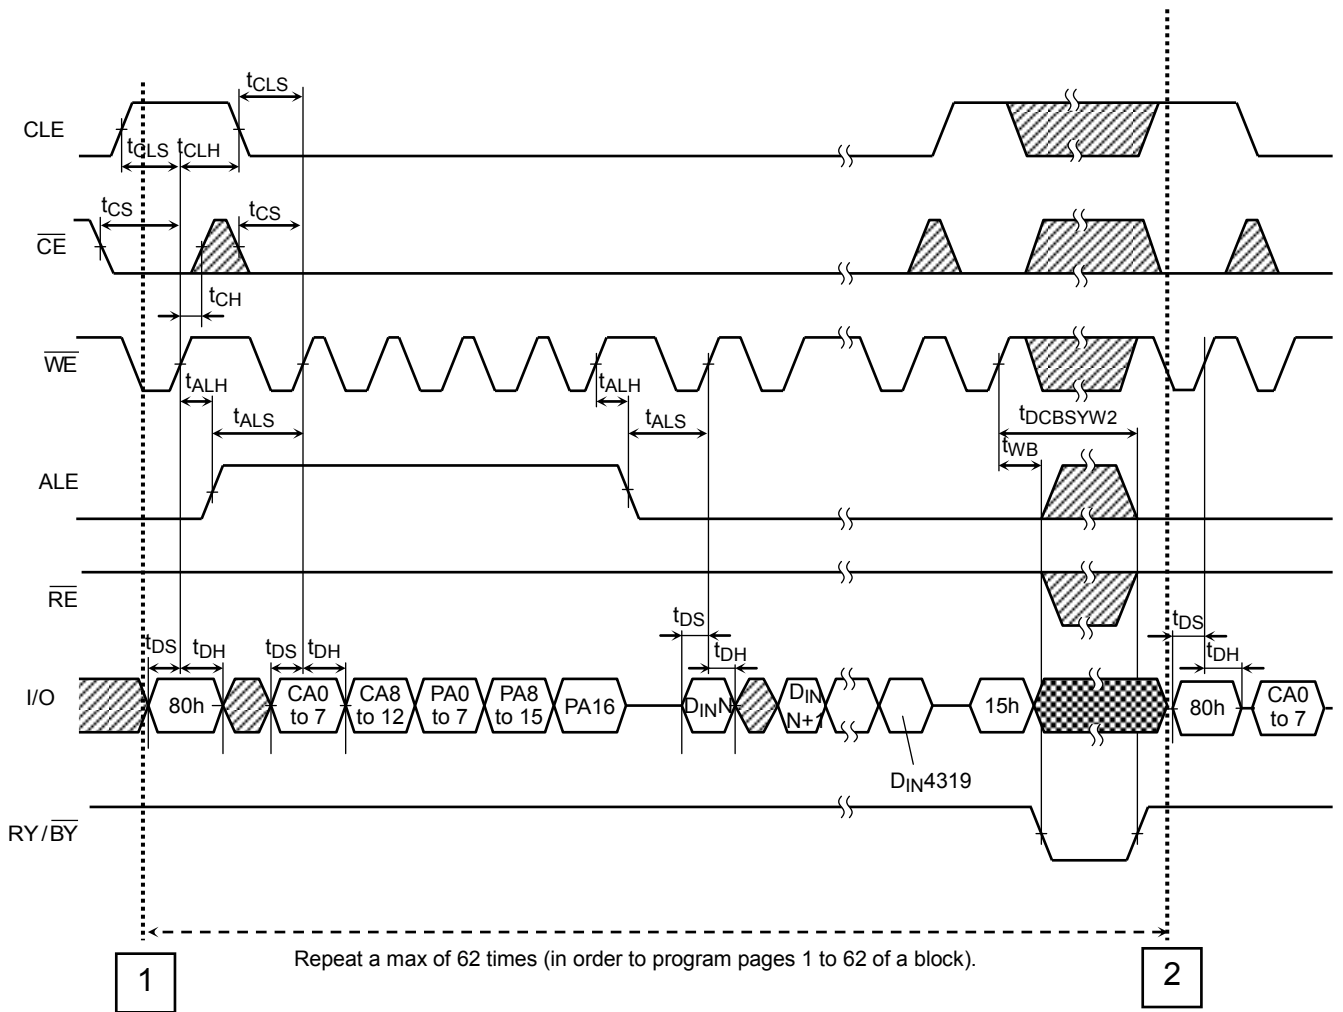 tCLS
CLE
tCLS tCLH
tCS tCS
CE
tCH
WE
tALH tALH
tALS tALS
tDCBSYW2
tWB
ALE
RE
tDS tDH tDS tDH tDS tDH tDS tDH
I/O
80h
CA0
to 7
CA8
to 12
PA0
to 7
PA8
to 15
PA16
DINN
DIN
N+1
15h
80h
CA0
to 7
DIN4319
RY/BY
Repeat a max of 62 times (in order to program pages 1 to 62 of a block).
1
2